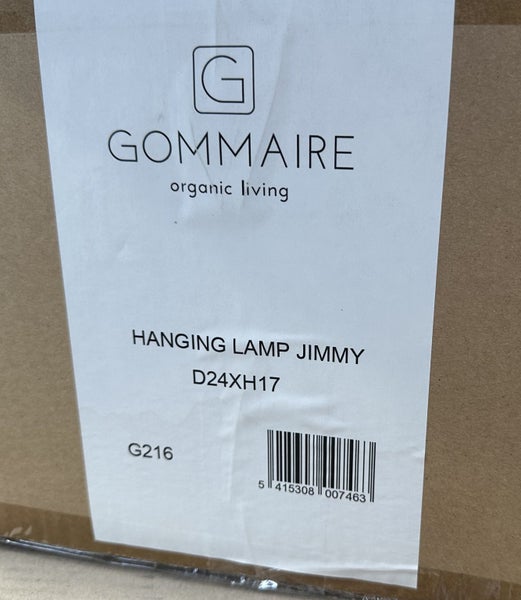 G
GOMMAIRE
organic living
HANGING LAMP JIMMY
D24XH17
G216
5 415308 007463